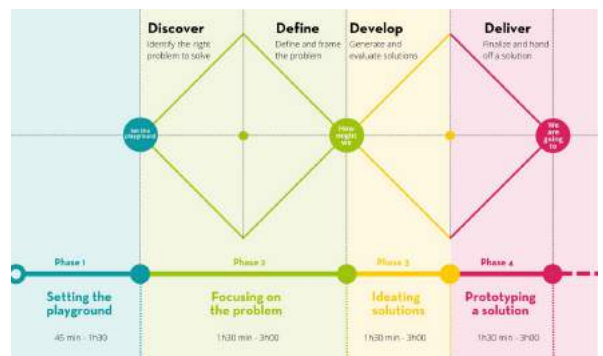 Discover
Identify the right
problem to solve
Define
Define and frame
the problem
Develop
Generate and
evaluate solutions
Deliver
Finalize and hand
off a solution
Set the
playground
How
might
we
We
are
going
to
Phase 1
Phase 2
Phase 3
Phase 4
Setting the
playground
Focusing on
the problem
Ideating
solutions
Prototyping
a solution
45 min - 1h30
1h30 min - 3h00
1h30 min - 3h00
1h30 min - 3h00